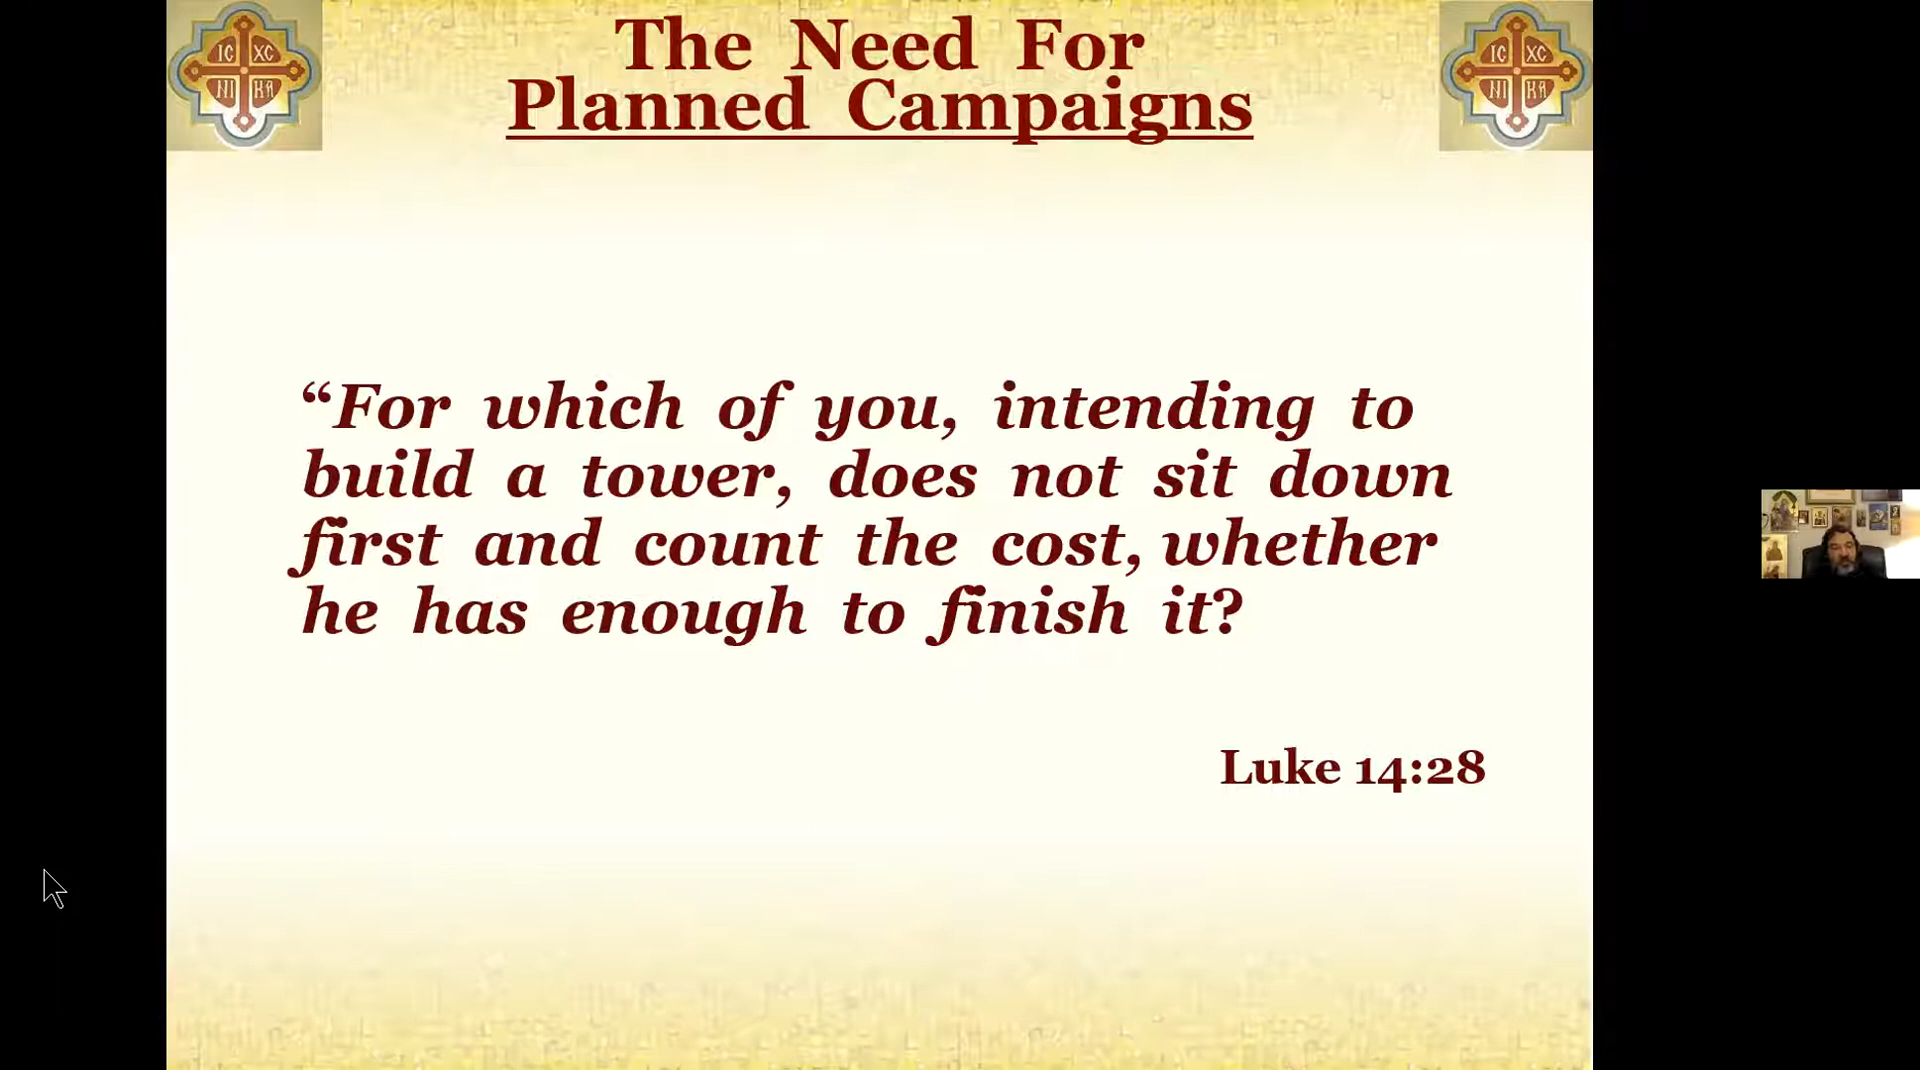 The Need For
Planned Campaigns
IC XC
NI KA
IC XC
NI KA
“For which of you, intending to
build a tower, does not sit down
first and count the cost, whether
he has enough to finish it?
Luke 14:28